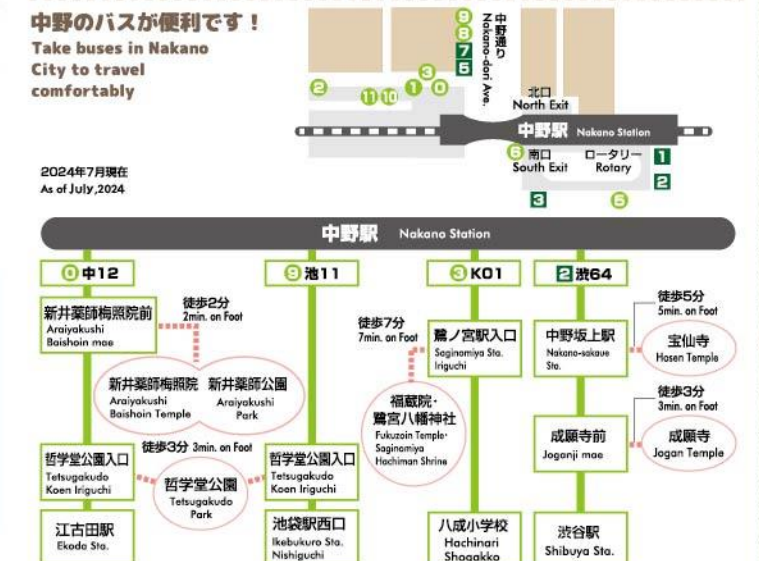 中野のバスが便利です！
Take buses in Nakano
City to travel
comfortably
2024年7月現在
As of July,2024
9
8
7
5
中野通り
Nakano-dori Ave.
2
11
10
3
1
0
北口
North Exit
中野駅 Nakano Station
6
南口
South Exit
ロータリー
Rotary
1
2
3
5
中野駅 Nakano Station
0 中12
9 池11
3 K01
2 渋64
新井薬師梅照院前
Araiyakushi
Baishoin mae
徒歩2分
2min. on Foot
新井薬師梅照院
Araiyakushi
Baishoin Temple
新井薬師公園
Araiyakushi
Park
哲学堂公園入口
Tetsugakudo
Koen Iriguchi
徒歩3分 3min. on Foot
哲学堂公園
Tetsugakudo
Park
哲学堂公園入口
Tetsugakudo
Koen Iriguchi
江古田駅
Ekoda Sta.
池袋駅西口
Ikebukuro Sta.
Nishiguchi
徒歩7分
7min. on Foot
鷺ノ宮駅入口
Saginomiya Sta.
Iriguchi
福蔵院・
鷺宮八幡神社
Fukuzoin Temple・
Saginomiya
Hachiman Shrine
八成小学校
Hachinari
Shogakko
中野坂上駅
Nakano-sakaue
Sta.
徒歩5分
5min. on Foot
宝仙寺
Hosen Temple
成願寺前
Joganji mae
徒歩3分
3min. on Foot
成願寺
Jogan Temple
渋谷駅
Shibuya Sta.